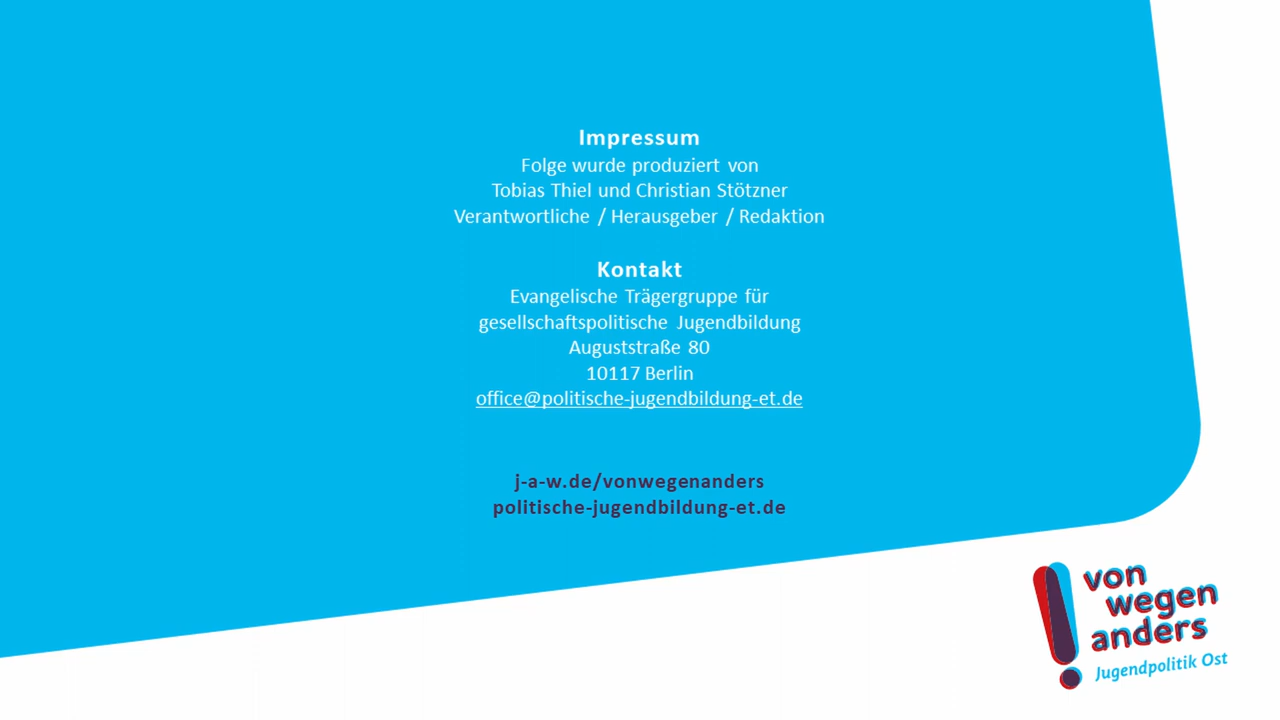 Impressum
Folge wurde produziert von
Tobias Thiel und Christian Stötzner
Verantwortliche / Herausgeber / Redaktion
Kontakt
Evangelische Trägergruppe für
gesellschaftspolitische Jugendbildung
Auguststraße 80
10117 Berlin
office@politische-jugendbildung-et.de
j-a-w.de/vonwegenanders
politische-jugendbildung-et.de
von
wegen
anders
Jugendpolitik Ost